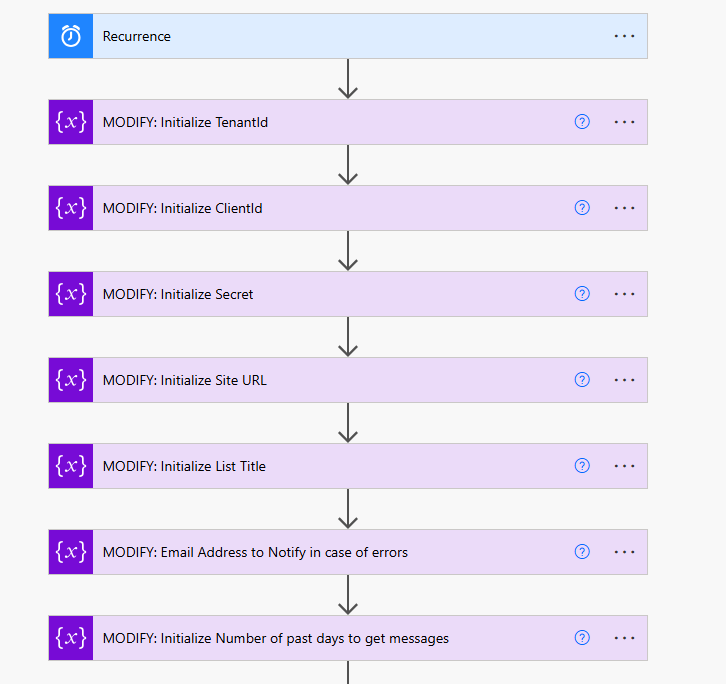 Recurrence
{x} MODIFY: Initialize TenantId ?
{x} MODIFY: Initialize ClientId ?
{x} MODIFY: Initialize Secret ?
{x} MODIFY: Initialize Site URL ?
{x} MODIFY: Initialize List Title ?
{x} MODIFY: Email Address to Notify in case of errors ?
{x} MODIFY: Initialize Number of past days to get messages ?